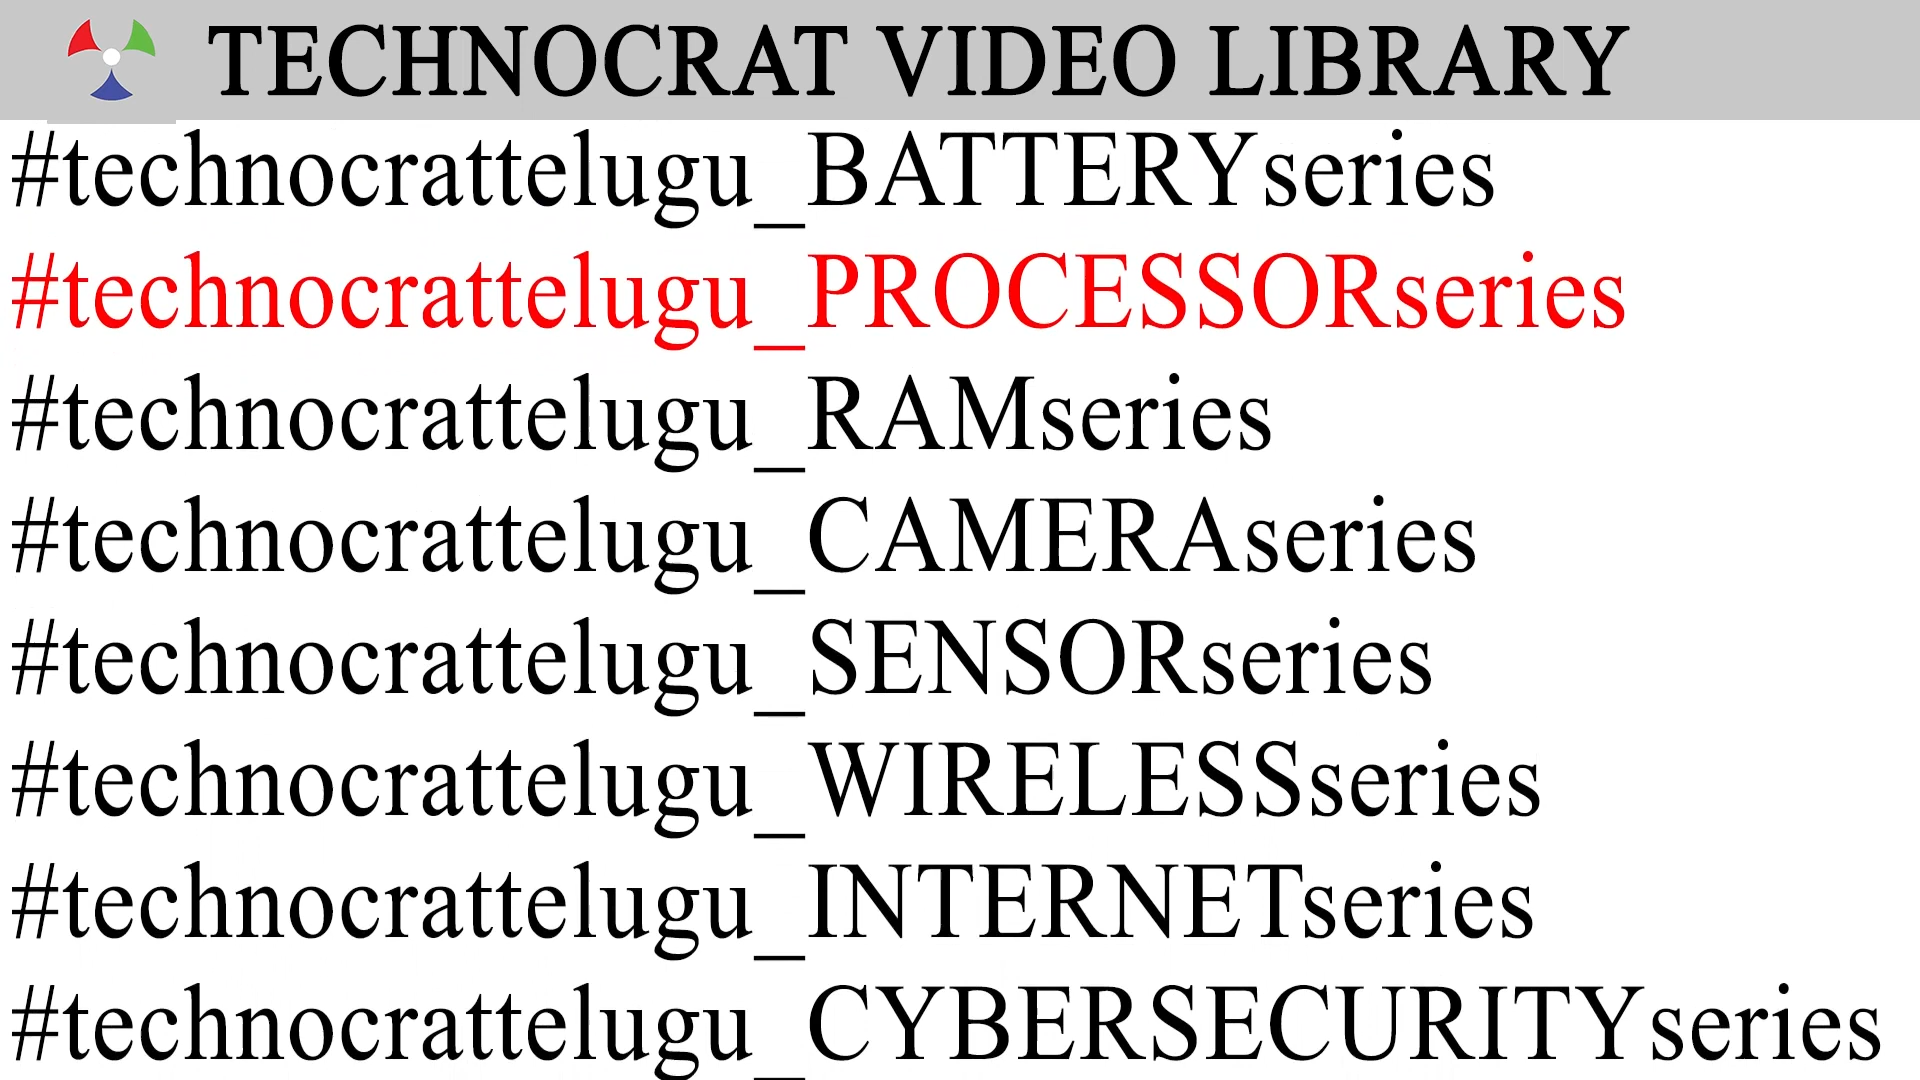 TECHNOCRAT VIDEO LIBRARY
#technocrattelugu_BATTERYseries
#technocrattelugu_PROCESSORseries
#technocrattelugu_RAMseries
#technocrattelugu_CAMERAseries
#technocrattelugu_SENSORseries
#technocrattelugu_WIRELESSseries
#technocrattelugu_INTERNETseries
#technocrattelugu_CYBERSECURITYseries